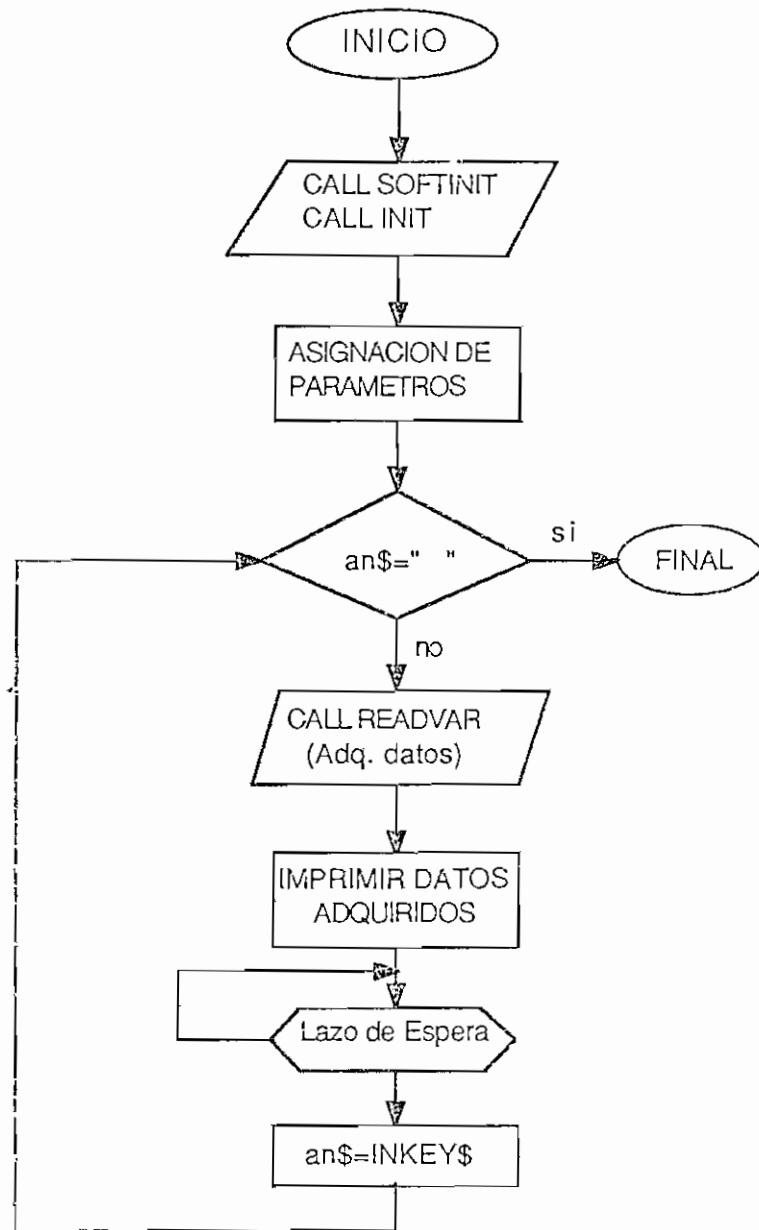 INICIO
CALL SOFTINIT
CALL INIT
ASIGNACION DE
PARAMETROS
an$=" "
si
FINAL
no
CALL READVAR
(Adq. datos)
IMPRIMIR DATOS
ADQUIRIDOS
Lazo de Espera
an$=INKEY$